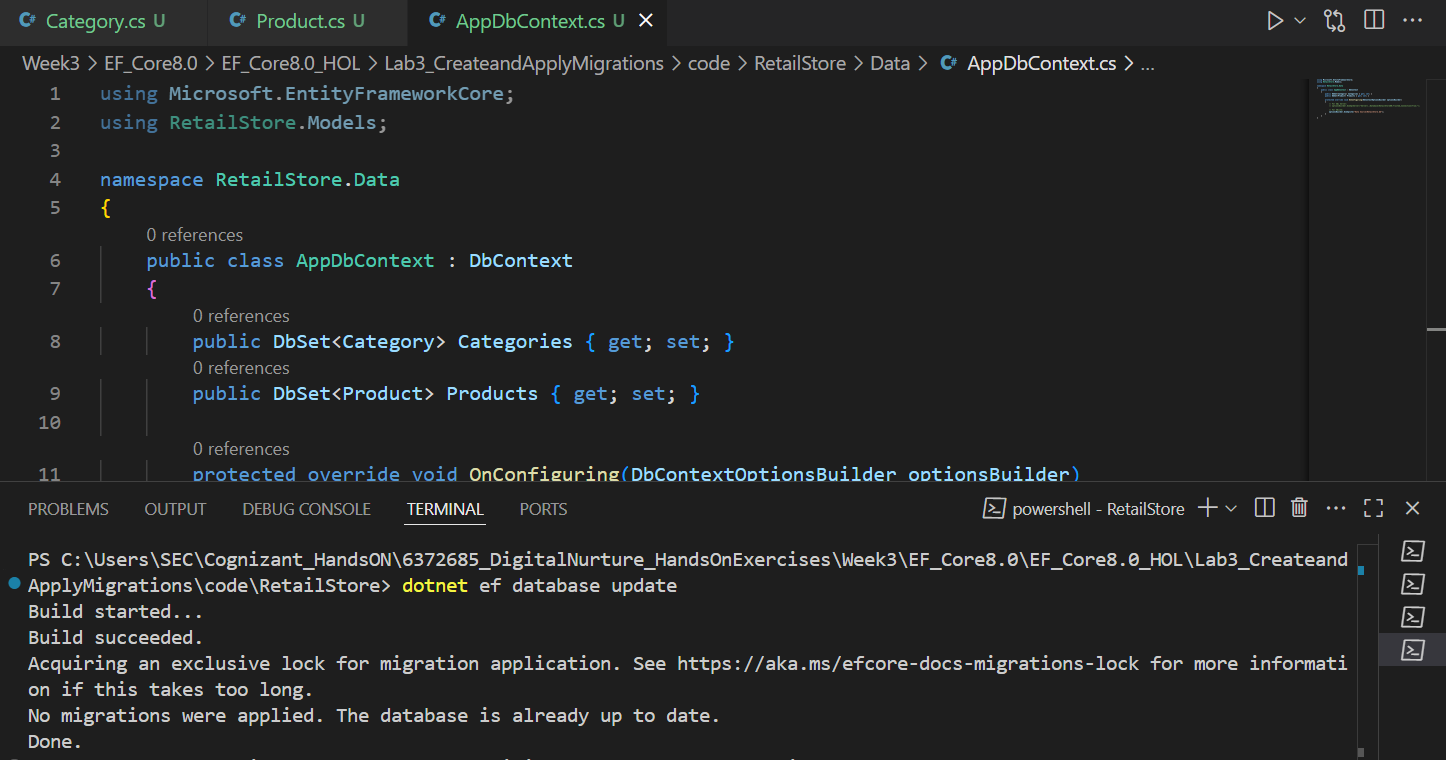 Category.cs U
Product.cs U
AppDbContext.cs U
Week3 > EF_Core8.0 > EF_Core8.0_HOL > Lab3_CreateandApplyMigrations > code > RetailStore > Data > AppDbContext.cs > ...
1 using Microsoft.EntityFrameworkCore;
2 using RetailStore.Models;
3
4 namespace RetailStore.Data
5 {
0 references
6 public class AppDbContext : DbContext
7 {
0 references
8 public DbSet<Category> Categories { get; set; }
0 references
9 public DbSet<Product> Products { get; set; }
10
0 references
11 protected override void OnConfiguring(DbContextOptionsBuilder optionsBuilder)
PROBLEMS OUTPUT DEBUG CONSOLE TERMINAL PORTS powershell - RetailStore
PS C:\Users\SEC\Cognizant_HandsON\6372685_DigitalNurture_HandsOnExercises\Week3\EF_Core8.0\EF_Core8.0_HOL\Lab3_Createand
ApplyMigrations\code\RetailStore> dotnet ef database update
Build started...
Build succeeded.
Acquiring an exclusive lock for migration application. See https://aka.ms/efcore-docs-migrations-lock for more informati
on if this takes too long.
No migrations were applied. The database is already up to date.
Done.